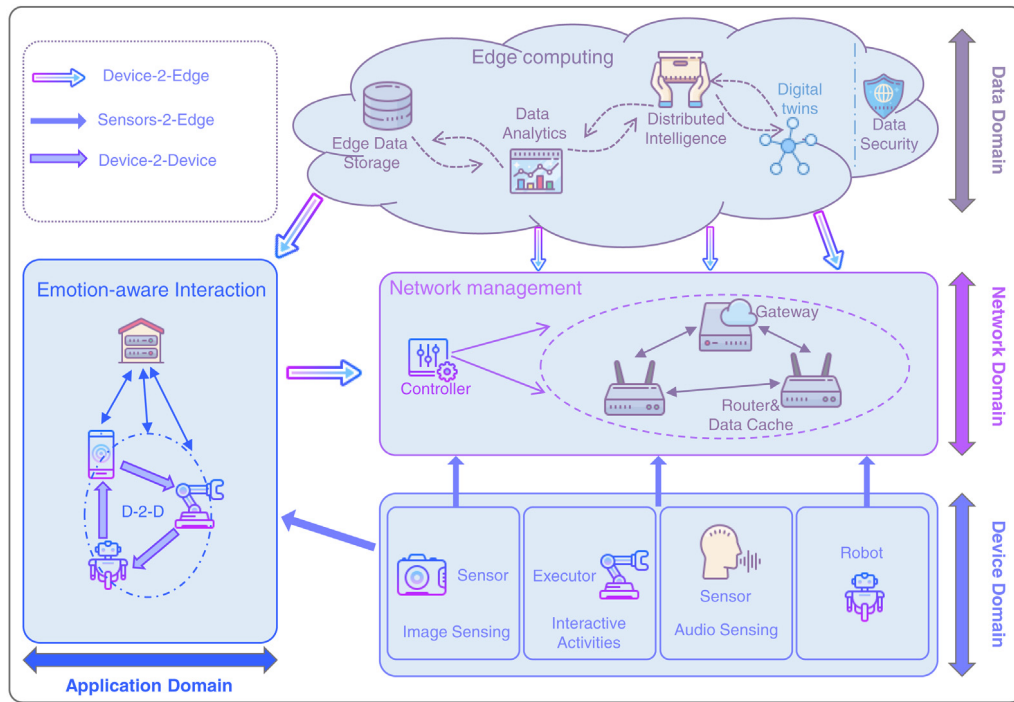 Device-2-Edge
Sensors-2-Edge
Device-2-Device
Edge computing
Edge Data
Storage
Data
Analytics
Distributed
Intelligence
Digital
twins
Data
Security
Data Domain
Emotion-aware Interaction
D-2-D
Application Domain
Network management
Controller
Gateway
Router&
Data Cache
Network Domain
Sensor
Image Sensing
Executor
Interactive
Activities
Sensor
Audio Sensing
Robot
Device Domain